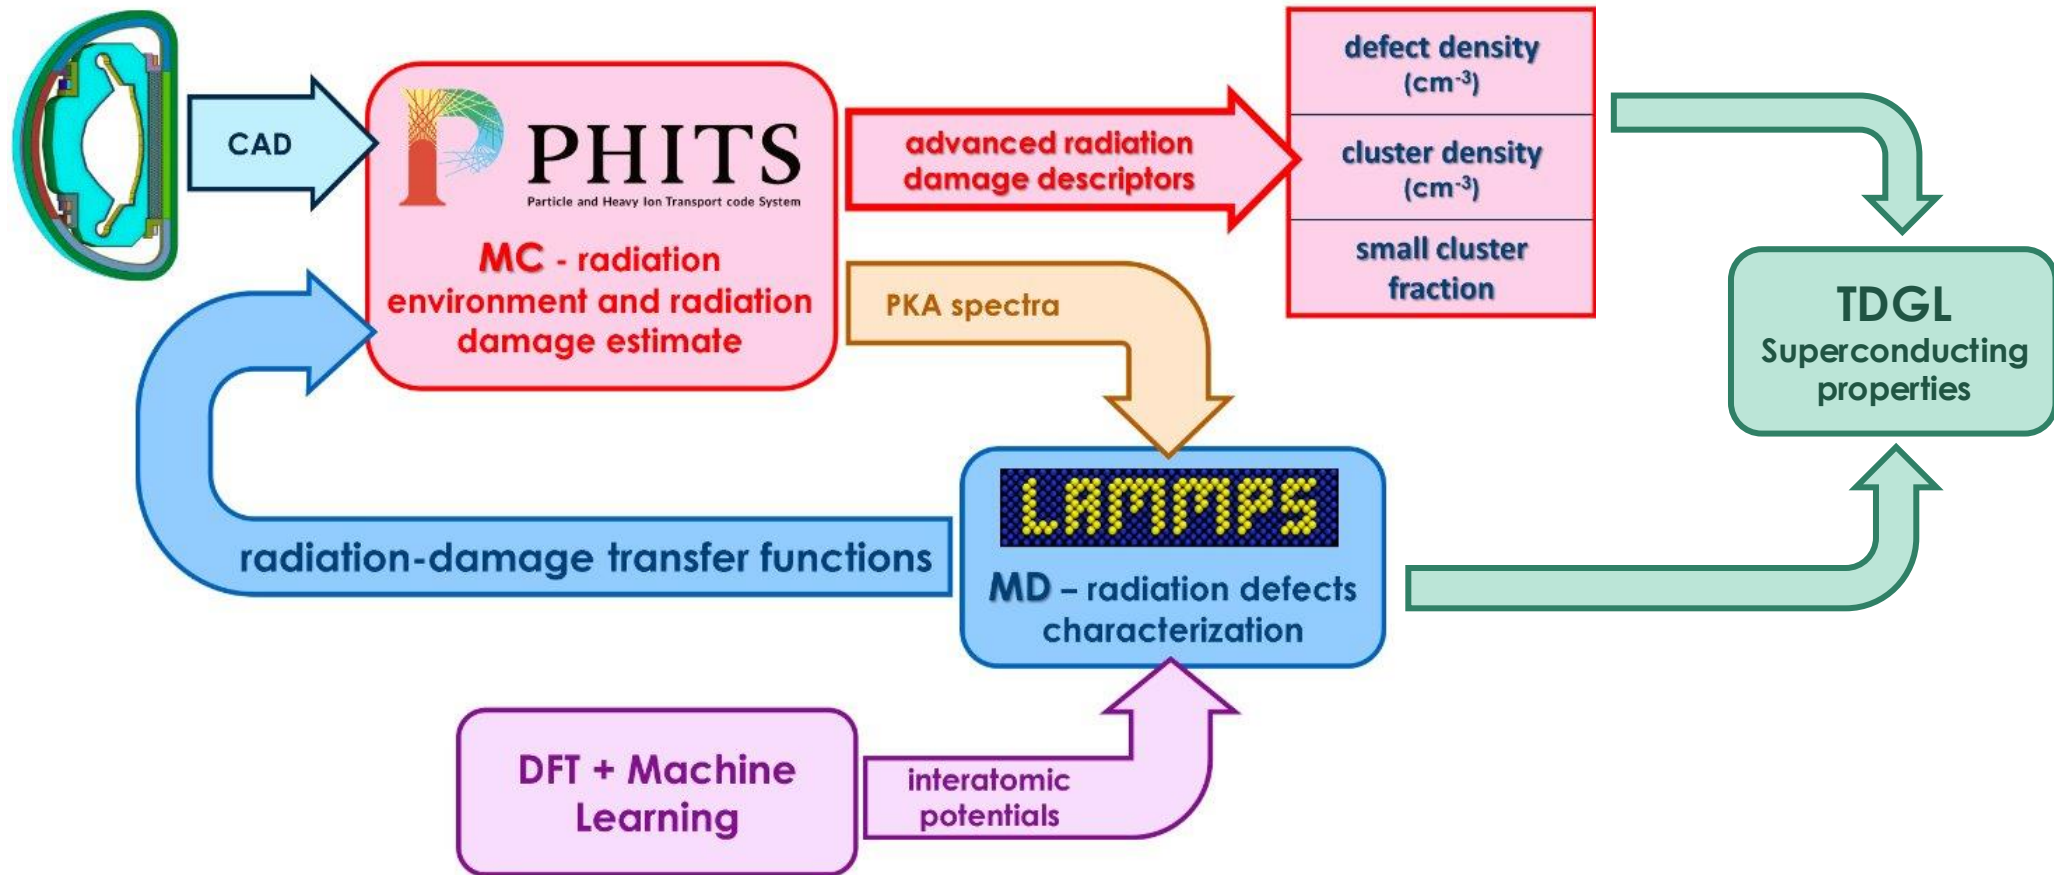 CAD
PHITS
Particle and Heavy Ion Transport code System
MC - radiation
environment and radiation
damage estimate
advanced radiation
damage descriptors
defect density
(cm⁻³)
cluster density
(cm⁻³)
small cluster
fraction
PKA spectra
TDGL
Superconducting
properties
LAMMPS
MD – radiation defects
characterization
radiation-damage transfer functions
DFT + Machine
Learning
interatomic
potentials